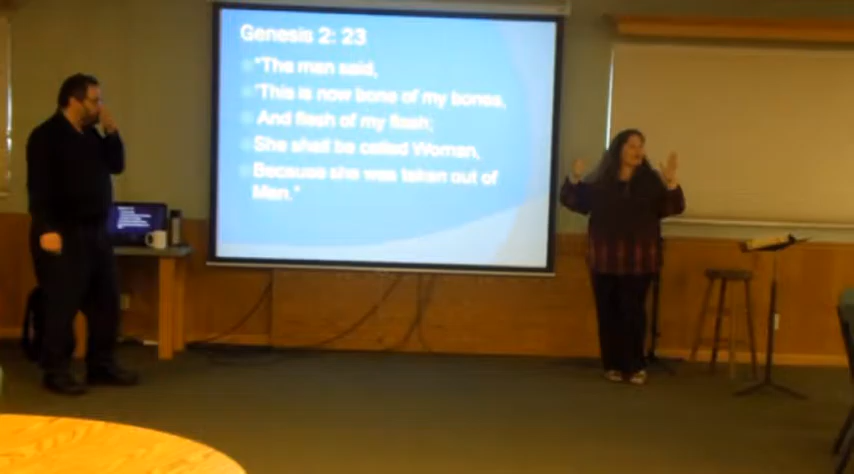 Genesis 2: 23
"The man said,
'This is now bone of my bones,
And flesh of my flesh;
She shall be called Woman,
Because she was taken out of
Man."